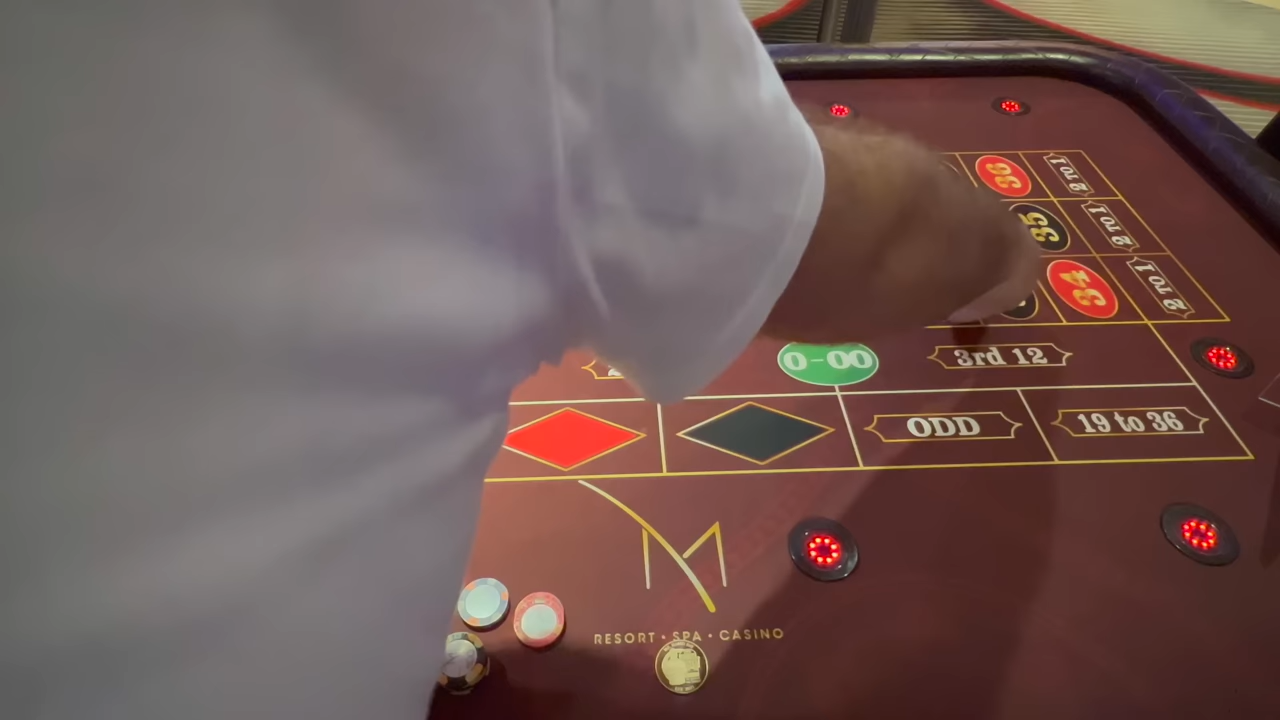 36
2 TO 1
35
2 TO 1
34
2 TO 1
0-00
3rd 12
ODD
19 to 36
M
RESORT • SPA • CASINO